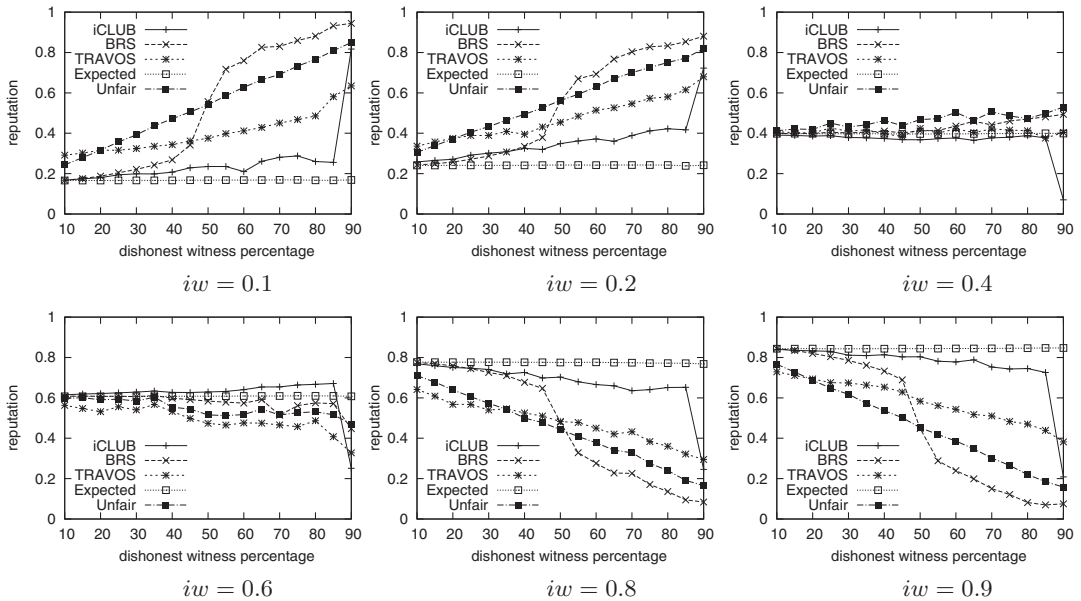 iCLUB
BRS
TRAVOS
Expected
Unfair
reputation
1
0.8
0.6
0.4
0.2
0
10 20 30 40 50 60 70 80 90
dishonest witness percentage
iw = 0.1
iCLUB
BRS
TRAVOS
Expected
Unfair
reputation
1
0.8
0.6
0.4
0.2
0
10 20 30 40 50 60 70 80 90
dishonest witness percentage
iw = 0.2
iCLUB
BRS
TRAVOS
Expected
Unfair
reputation
1
0.8
0.6
0.4
0.2
0
10 20 30 40 50 60 70 80 90
dishonest witness percentage
iw = 0.4
reputation
1
0.8
0.6
0.4
0.2
0
iCLUB
BRS
TRAVOS
Expected
Unfair
10 20 30 40 50 60 70 80 90
dishonest witness percentage
iw = 0.6
reputation
1
0.8
0.6
0.4
0.2
0
iCLUB
BRS
TRAVOS
Expected
Unfair
10 20 30 40 50 60 70 80 90
dishonest witness percentage
iw = 0.8
reputation
1
0.8
0.6
0.4
0.2
0
iCLUB
BRS
TRAVOS
Expected
Unfair
10 20 30 40 50 60 70 80 90
dishonest witness percentage
iw = 0.9